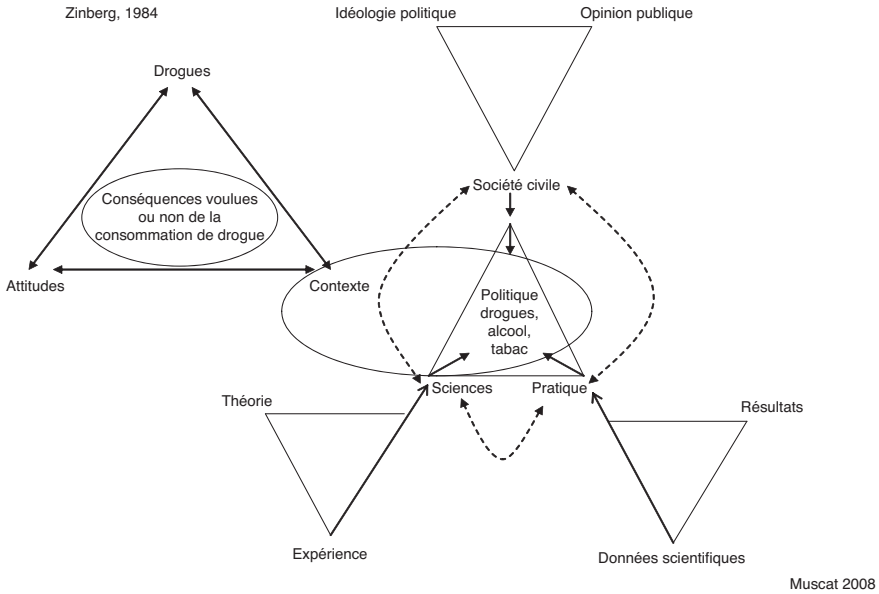 Zinberg, 1984
Idéologie politique
Opinion publique
Drogues
Conséquences voulues
ou non de la
consommation de drogue
Attitudes
Contexte
Société civile
Politique
drogues,
alcool,
tabac
Sciences
Pratique
Théorie
Expérience
Résultats
Données scientifiques
Muscat 2008